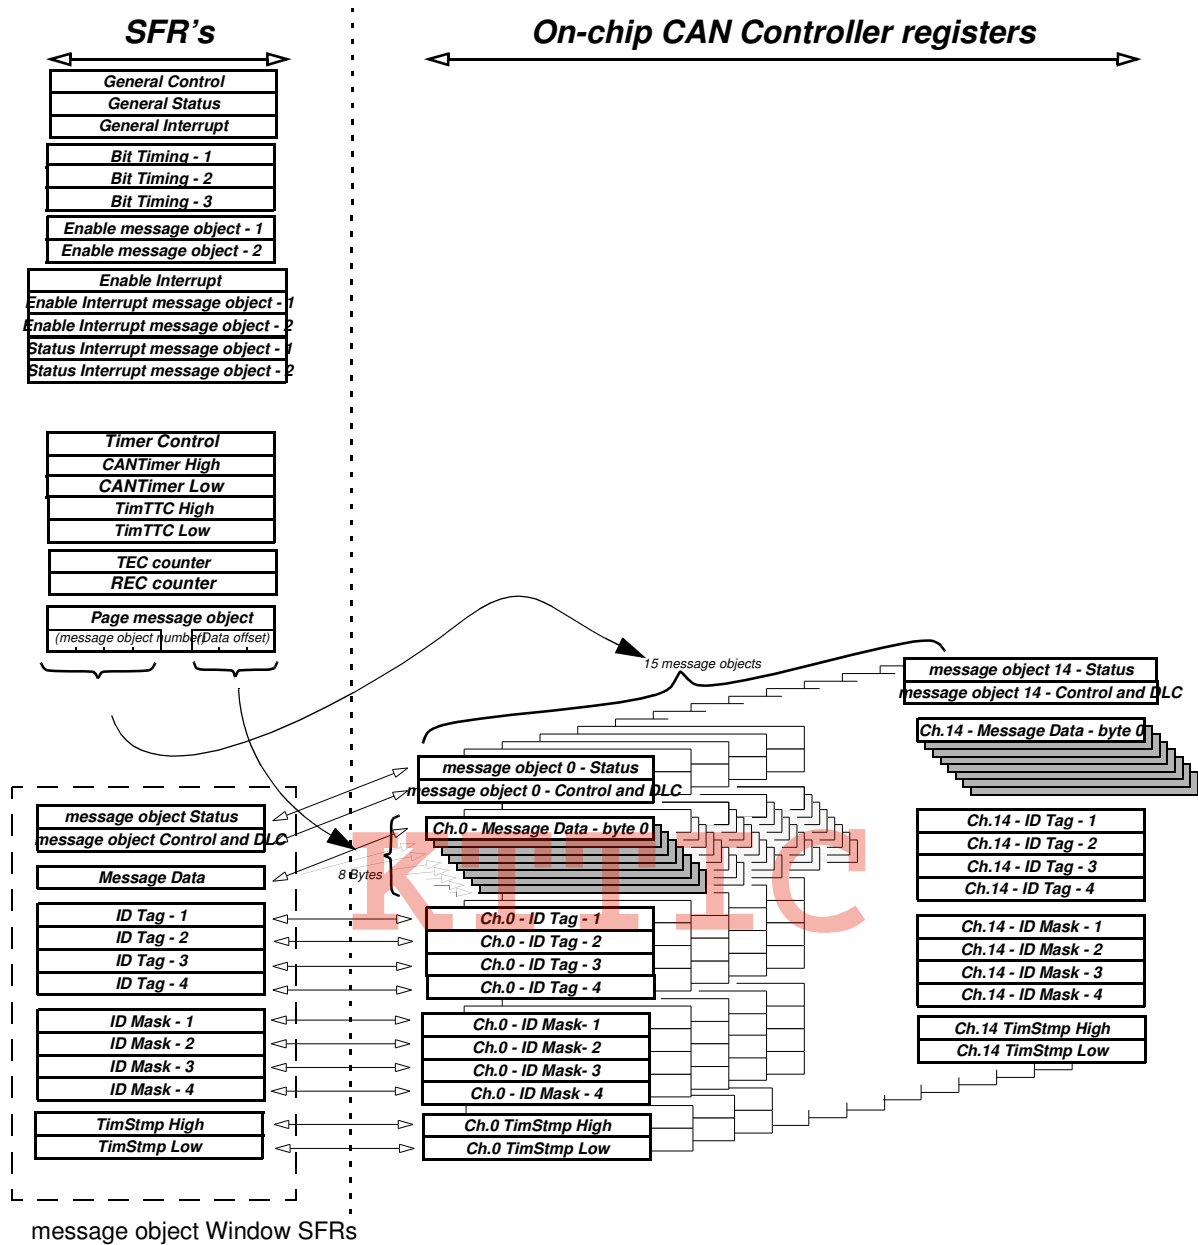 SFR's
On-chip CAN Controller registers
General Control
General Status
General Interrupt
Bit Timing - 1
Bit Timing - 2
Bit Timing - 3
Enable message object - 1
Enable message object - 2
Enable Interrupt
Enable Interrupt message object - 1
Enable Interrupt message object - 2
Status Interrupt message object - 1
Status Interrupt message object - 2
Timer Control
CANTimer High
CANTimer Low
TimTTC High
TimTTC Low
TEC counter
REC counter
Page message object
(message object number)
(Data offset)
15 message objects
message object 14 - Status
message object 14 - Control and DLC
Ch.14 - Message Data - byte 0
Ch.14 - ID Tag - 1
Ch.14 - ID Tag - 2
Ch.14 - ID Tag - 3
Ch.14 - ID Tag - 4
Ch.14 - ID Mask - 1
Ch.14 - ID Mask - 2
Ch.14 - ID Mask - 3
Ch.14 - ID Mask - 4
Ch.14 TimStmp High
Ch.14 TimStmp Low
message object 0 - Status
message object 0 - Control and DLC
Ch.0 - Message Data - byte 0
8 Bytes
Ch.0 - ID Tag - 1
Ch.0 - ID Tag - 2
Ch.0 - ID Tag - 3
Ch.0 - ID Tag - 4
Ch.0 - ID Mask- 1
Ch.0 - ID Mask- 2
Ch.0 - ID Mask- 3
Ch.0 - ID Mask - 4
Ch.0 TimStmp High
Ch.0 TimStmp Low
message object Status
message object Control and DLC
Message Data
ID Tag - 1
ID Tag - 2
ID Tag - 3
ID Tag - 4
ID Mask - 1
ID Mask - 2
ID Mask - 3
ID Mask - 4
TimStmp High
TimStmp Low
message object Window SFRs
KTTIC